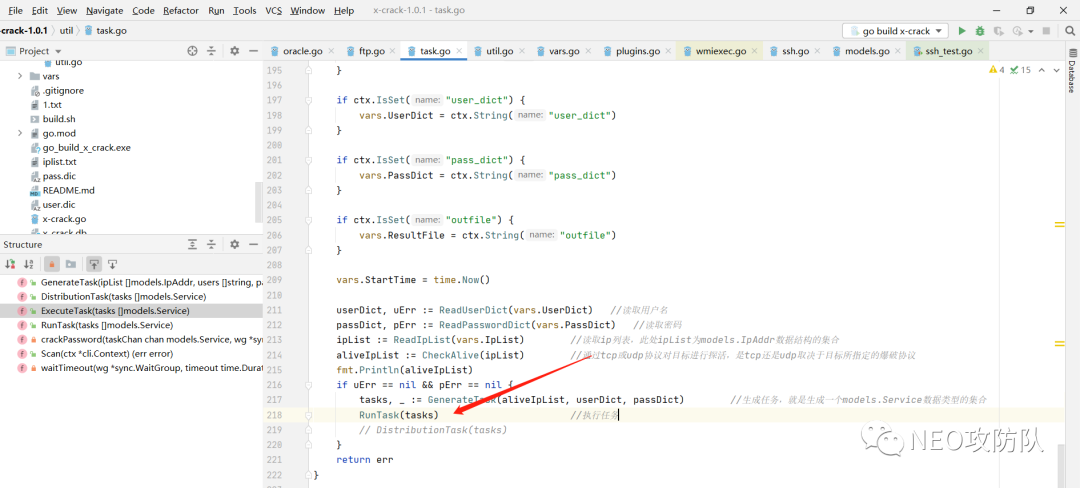 File Edit View Navigate Code Refactor Run Tools VCS Window Help x-crack-1.0.1 - task.go
-crack-1.0.1 util task.go
go build x-crack
Project
oracle.go ftp.go task.go util.go vars.go plugins.go wmiexec.go ssh.go models.go ssh_test.go
Database
util.go
vars
.gitignore
1.txt
build.sh
go.mod
go_build_x_crack.exe
iplist.txt
pass.dic
README.md
user.dic
x-crack.go
x_crack.db
Structure
GenerateTask(ipList []models.IpAddr, users []string, pa
DistributionTask(tasks []models.Service)
ExecuteTask(tasks []models.Service)
RunTask(tasks []models.Service)
crackPassword(taskChan chan models.Service, wg *syn
Scan(ctx *cli.Context) (err error)
waitTimeout(wg *sync.WaitGroup, timeout time.Durat
4 15
195 }
196
197 if ctx.IsSet( name: "user_dict") {
198 vars.UserDict = ctx.String( name: "user_dict")
199 }
200
201 if ctx.IsSet( name: "pass_dict") {
202 vars.PassDict = ctx.String( name: "pass_dict")
203 }
204
205 if ctx.IsSet( name: "outfile") {
206 vars.ResultFile = ctx.String( name: "outfile")
207 }
208
209 vars.StartTime = time.Now()
210
211 userDict, uErr := ReadUserDict(vars.UserDict) //读取用户名
212 passDict, pErr := ReadPasswordDict(vars.PassDict) //读取密码
213 ipList := ReadIpList(vars.IpList) //读取ip列表。此处ipList为models.IpAddr数据结构的集合
214 aliveIpList := CheckAlive(ipList) //通过tcp或udp协议对目标进行探活，是tcp还是udp取决于目标所指定的爆破协议
215 fmt.Println(aliveIpList)
216 if uErr == nil && pErr == nil {
217 tasks, _ := GenerateTask(aliveIpList, userDict, passDict) //生成任务，就是生成一个models.Service数据类型的集合
218 RunTask(tasks) //执行任务
219 // DistributionTask(tasks)
220 }
221 return err
222 }
NEO攻防队